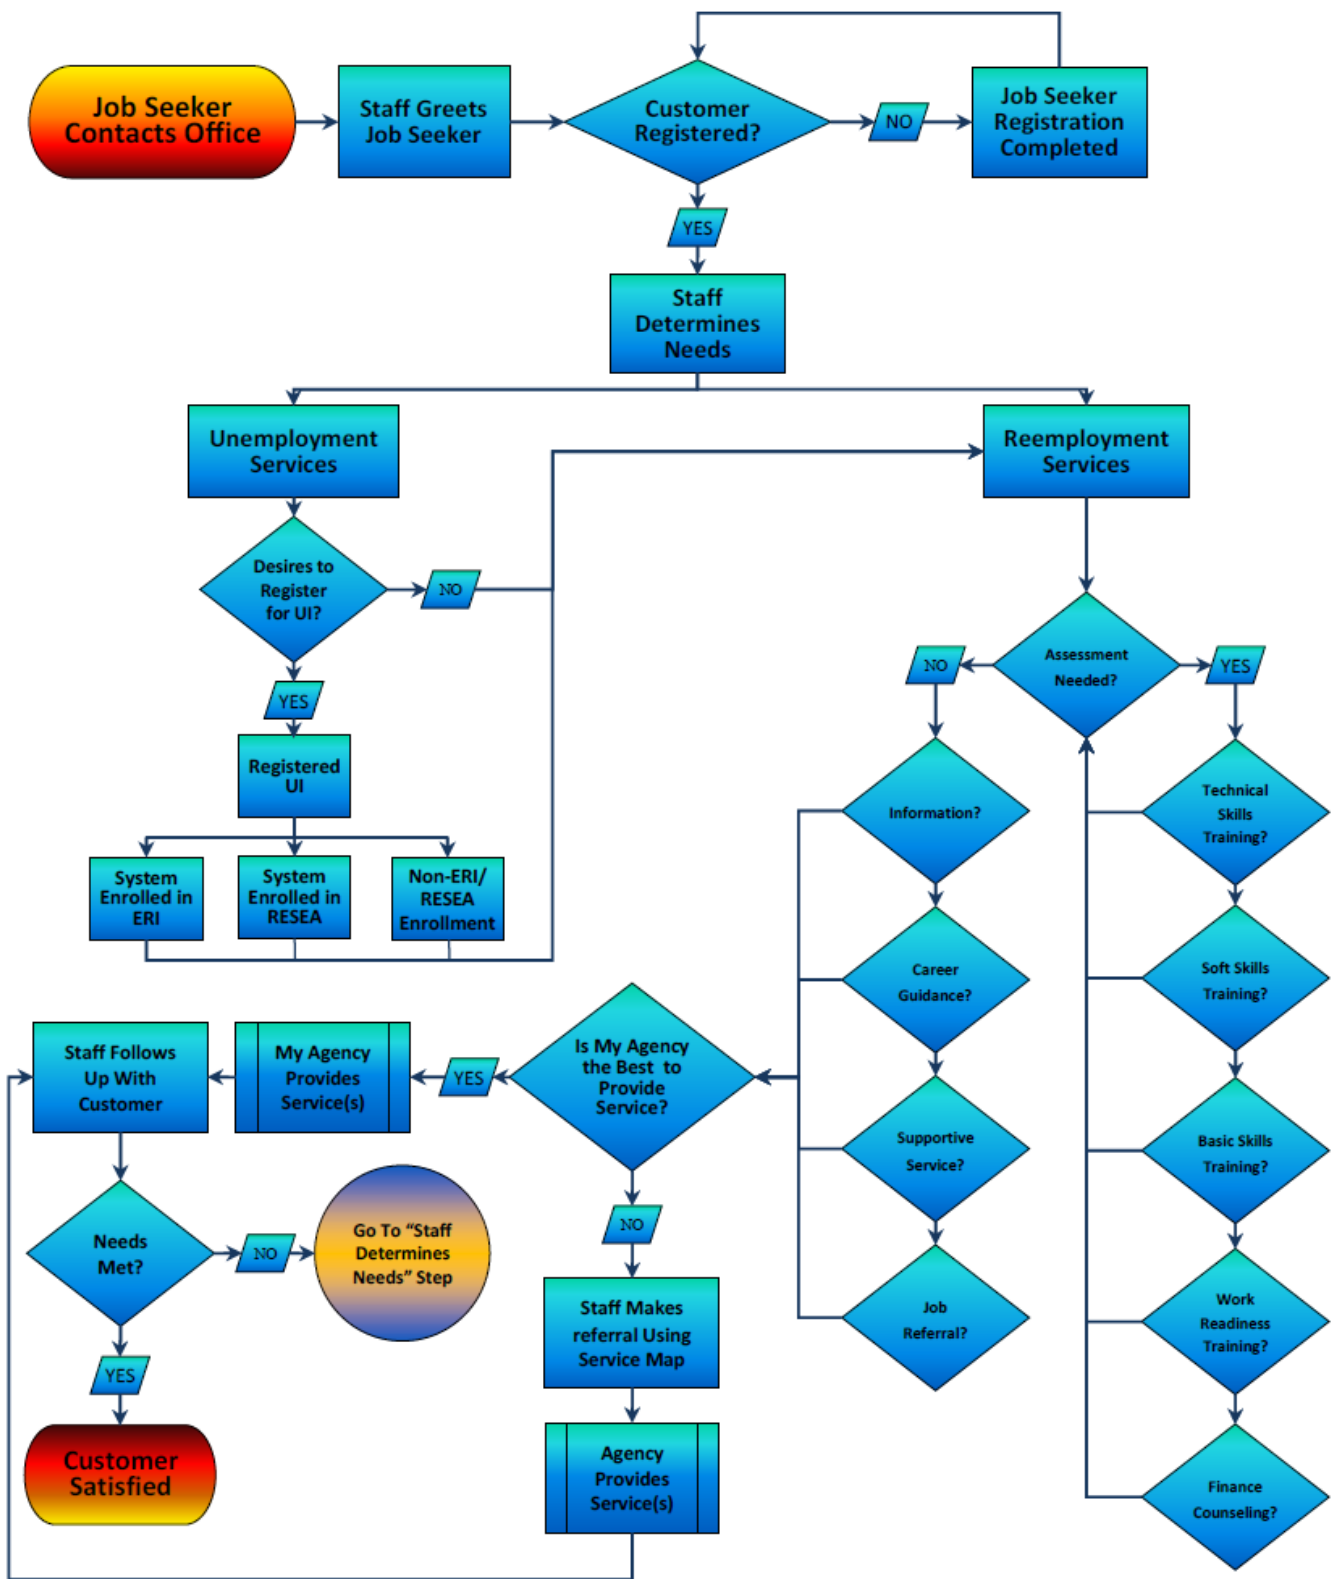 Job Seeker
Contacts Office
Staff Greets
Job Seeker
Customer
Registered?
NO
Job Seeker
Registration
Completed
YES
Staff
Determines
Needs
Unemployment
Services
Reemployment
Services
Desires to
Register
for UI?
NO
YES
Registered
UI
System
Enrolled in
ERI
System
Enrolled in
RESEA
Non-ERI/
RESEA
Enrollment
Assessment
Needed?
NO
YES
Information?
Career
Guidance?
Supportive
Service?
Job
Referral?
Technical
Skills
Training?
Soft Skills
Training?
Basic Skills
Training?
Work
Readiness
Training?
Finance
Counseling?
Is My Agency
the Best to
Provide
Service?
YES
My Agency
Provides
Service(s)
Staff Follows
Up With
Customer
NO
Staff Makes
referral Using
Service Map
Agency
Provides
Service(s)
Needs
Met?
NO
Go To “Staff
Determines
Needs” Step
YES
Customer
Satisfied